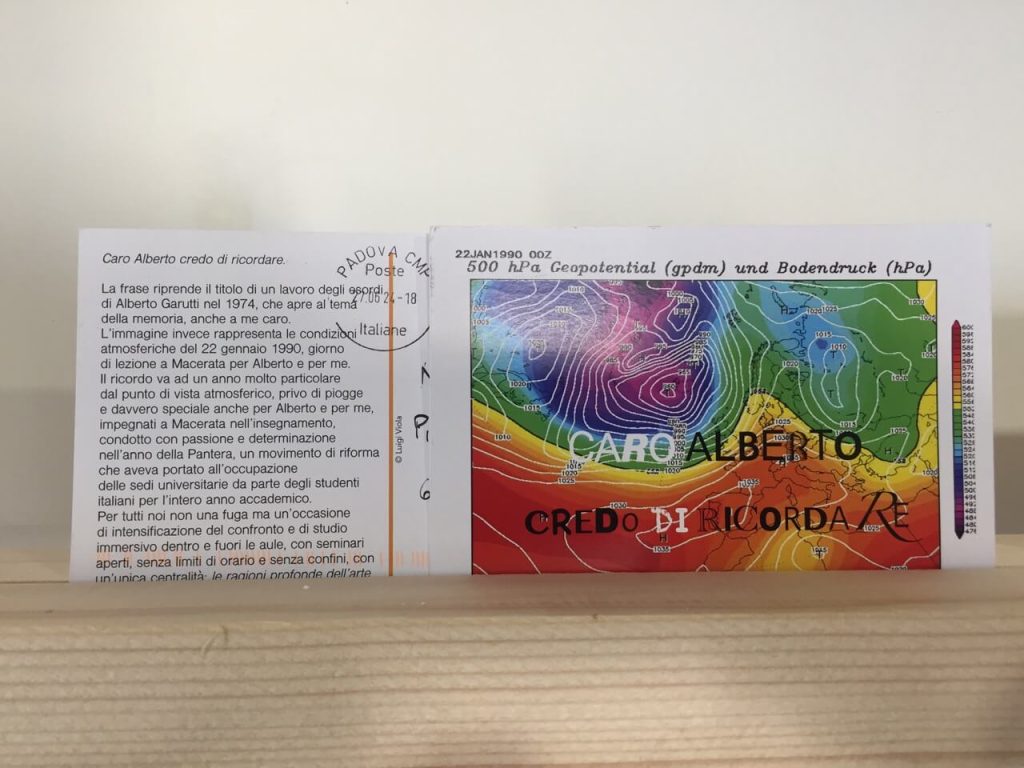 Caro Alberto credo di ricordare.
La frase riprende il titolo di un lavoro degli esordi
di Alberto Garutti nel 1974, che apre al tema
della memoria, anche a me caro.
L'immagine invece rappresenta le condizioni
atmosferiche del 22 gennaio 1990, giorno
di lezione a Macerata per Alberto e per me.
Il ricordo va ad un anno molto particolare
dal punto di vista atmosferico, privo di piogge
e davvero speciale anche per Alberto e per me,
impegnati a Macerata nell'insegnamento,
condotto con passione e determinazione
nell'anno della Pantera, un movimento di riforma
che aveva portato all'occupazione
delle sedi universitarie da parte degli studenti
italiani per l'intero anno accademico.
Per tutti noi non una fuga ma un'occasione
di intensificazione del confronto e di studio
immersivo dentro e fuori le aule, con seminari
aperti, senza limiti di orario e senza confini, con
un'unica centralità: le ragioni profonde dell'arte
PADOVA CMP
Poste
27.06 24-18
Italiane
© Luigi Viola
22JAN1990 00Z
500 hPa Geopotential (gpdm) und Bodendruck (hPa)
CARO ALBERTO
CREDO DI RICORDARE